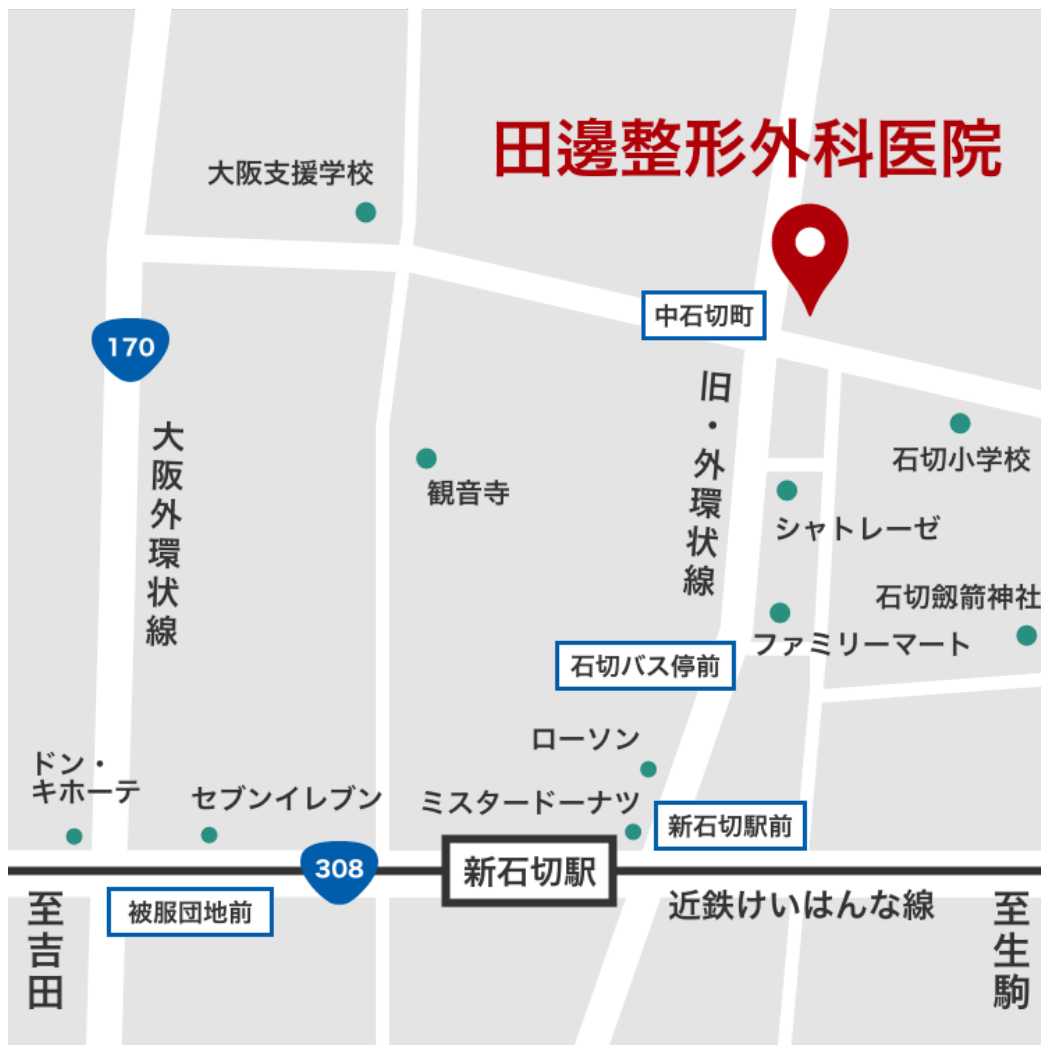 田邊整形外科医院
大阪支援学校
中石切町
170
旧・外環状線
大阪外環状線
石切小学校
観音寺
シャトレーゼ
石切劔箭神社
ファミリーマート
石切バス停前
ローソン
ドン・
キホーテ
セブンイレブン
ミスタードーナツ
新石切駅前
308
新石切駅
被服団地前
近鉄けいはんな線
至吉田
至生駒